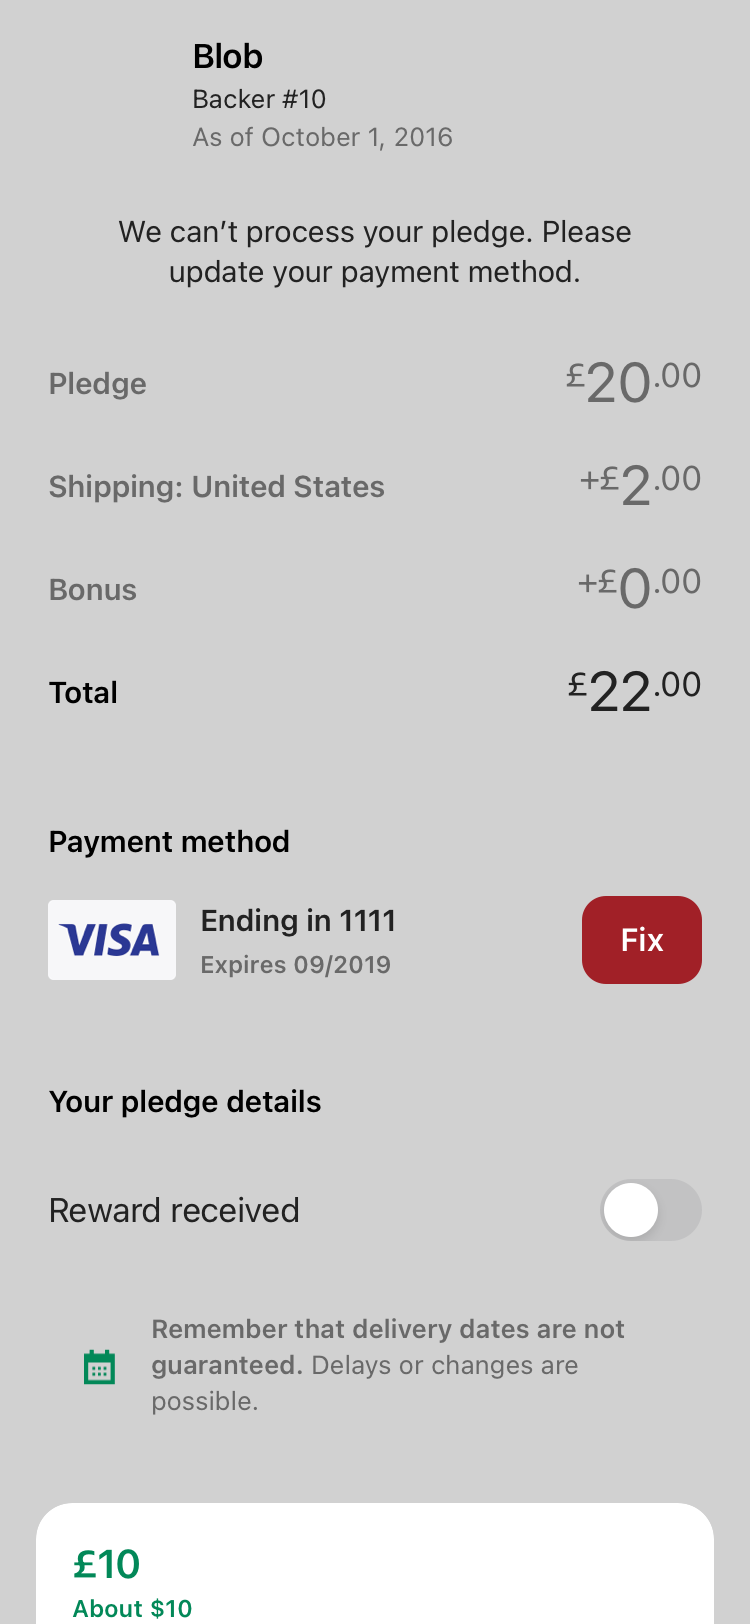 Blob
Backer #10
As of October 1, 2016
We can’t process your pledge. Please
update your payment method.
Pledge £20.00
Shipping: United States +£2.00
Bonus +£0.00
Total £22.00
Payment method
VISA Ending in 1111 Fix
Expires 09/2019
Your pledge details
Reward received
Remember that delivery dates are not
guaranteed. Delays or changes are
possible.
£10
About $10